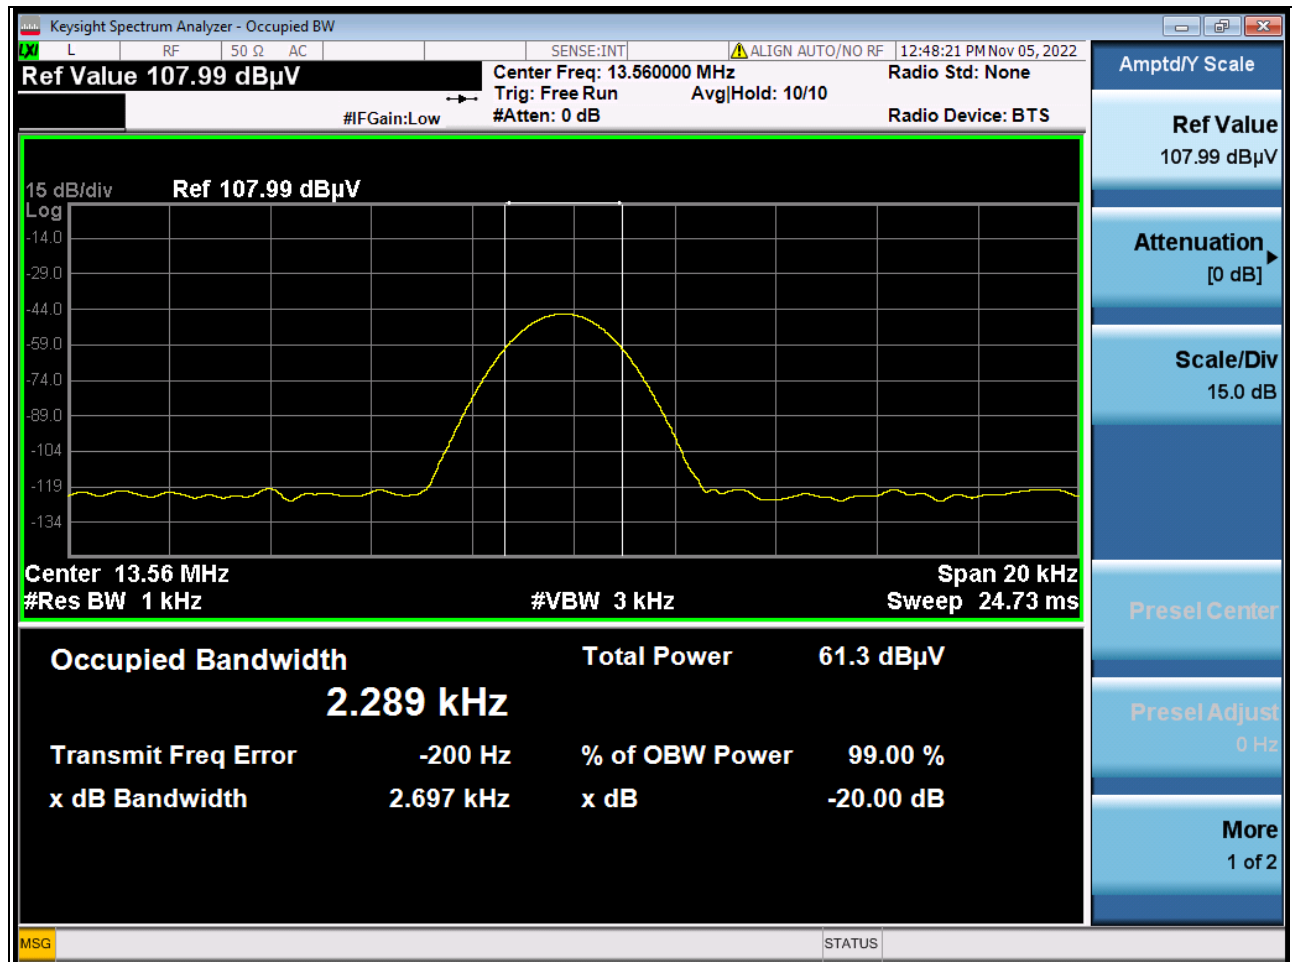 Keysight Spectrum Analyzer - Occupied BW
LXI L RF 50 Ω AC SENSE:INT ALIGN AUTO/NO RF 12:48:21 PM Nov 05, 2022
Ref Value 107.99 dBµV
Center Freq: 13.560000 MHz
Radio Std: None
Trig: Free Run Avg|Hold: 10/10
#IFGain:Low #Atten: 0 dB
Radio Device: BTS
15 dB/div Ref 107.99 dBµV
Log
-14.0
-29.0
-44.0
-59.0
-74.0
-89.0
-104
-119
-134
Center 13.56 MHz Span 20 kHz
#Res BW 1 kHz #VBW 3 kHz Sweep 24.73 ms
Occupied Bandwidth Total Power 61.3 dBµV
2.289 kHz
Transmit Freq Error -200 Hz % of OBW Power 99.00 %
x dB Bandwidth 2.697 kHz x dB -20.00 dB
Amptd/Y Scale
Ref Value
107.99 dBµV
Attenuation
[0 dB]
Scale/Div
15.0 dB
Presel Center
Presel Adjust
0 Hz
More
1 of 2
MSG STATUS